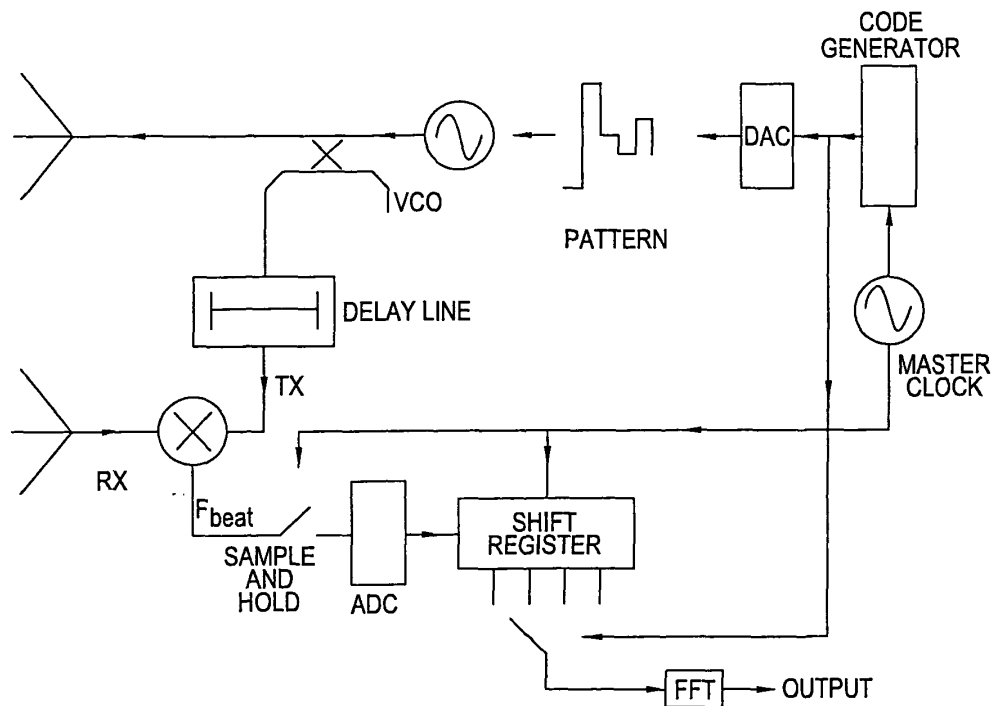 CODE
GENERATOR
DAC
VCO
PATTERN
DELAY LINE
MASTER
CLOCK
TX
RX
Fbeat
SAMPLE
AND
HOLD
ADC
SHIFT
REGISTER
FFT
OUTPUT